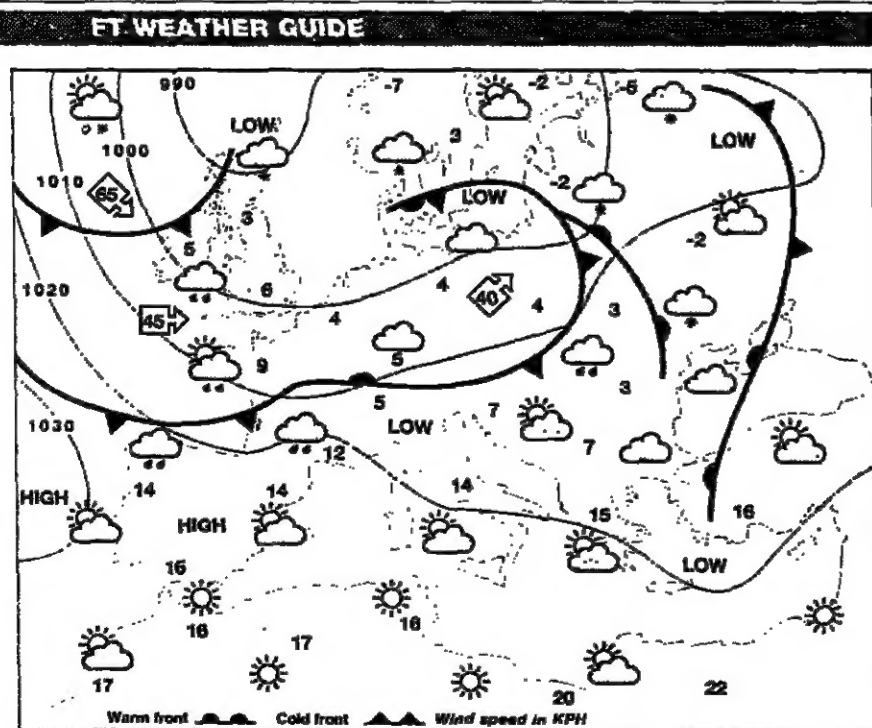 FT WEATHER GUIDE
990 -7 -2 -5
LOW
1000 3 LOW
1010 65 -2
LOW
3
5 -2
1020 6 4
40
45 4 4 3
9 5
3
5 7
1030 LOW
7
12
14 14 14
HIGH
HIGH 15 16
LOW
16
16 16
17
17
20 22
Warm front Cold front Wind speed in KPH